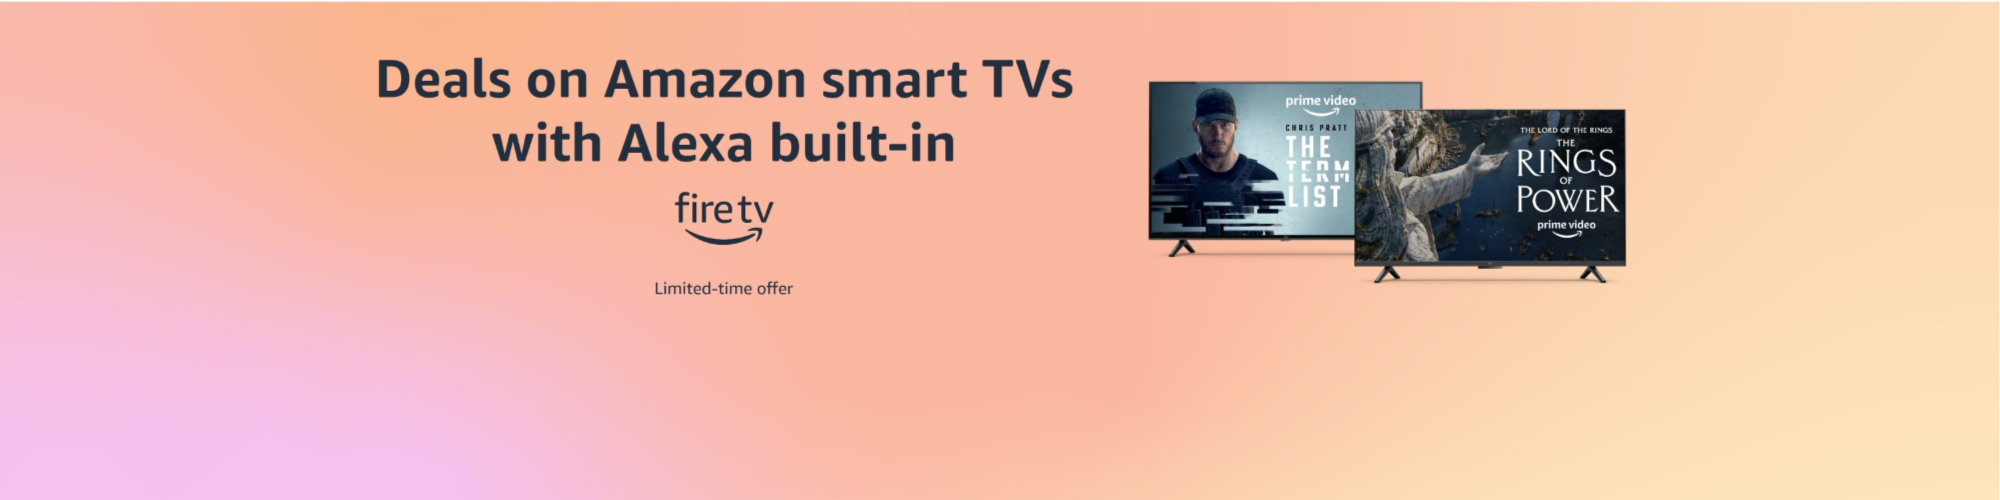 Deals on Amazon smart TVs
with Alexa built-in
fire tv
Limited-time offer
prime video
CHRIS PRATT
THE
TERM
LIST
THE LORD OF THE RINGS
THE
RINGS
OF
POWER
prime video